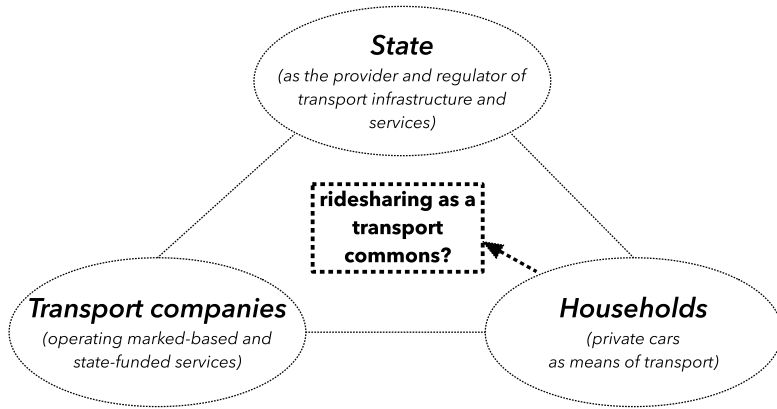 State
(as the provider and regulator of
transport infrastructure and
services)
ridesharing as a
transport
commons?
Transport companies
(operating marked-based and
state-funded services)
Households
(private cars
as means of transport)